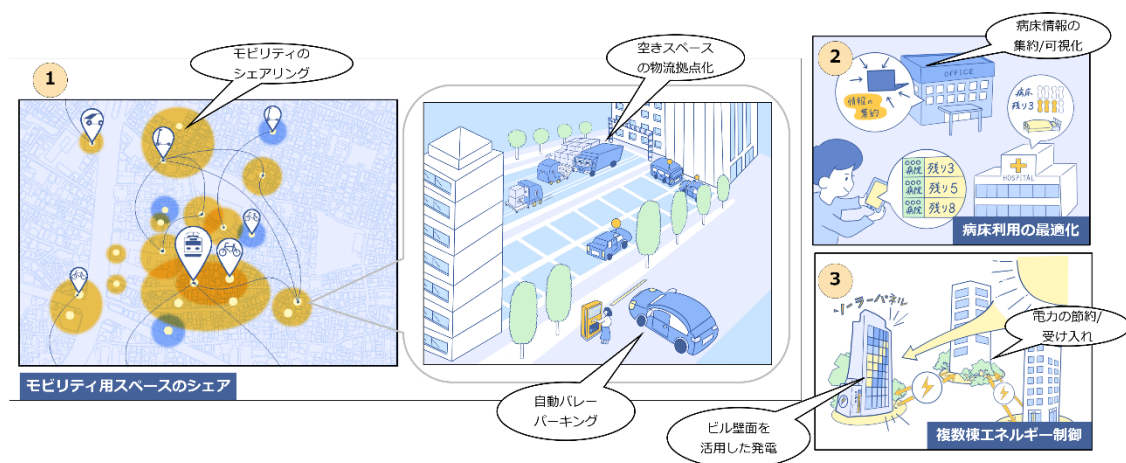 1
モビリティの
シェアリング
空きスペース
の物流拠点化
自動バレー
パーキング
モビリティ用スペースのシェア
2
病床情報の
集約/可視化
OFFICE
情報の
集約
病床
残り3
HOSPITAL
○○○
病院
残り3
○○○
病院
残り5
○○○
病院
残り8
病床利用の最適化
3
ソーラーパネル
電力の節約/
受け入れ
ビル壁面を
活用した発電
複数棟エネルギー制御